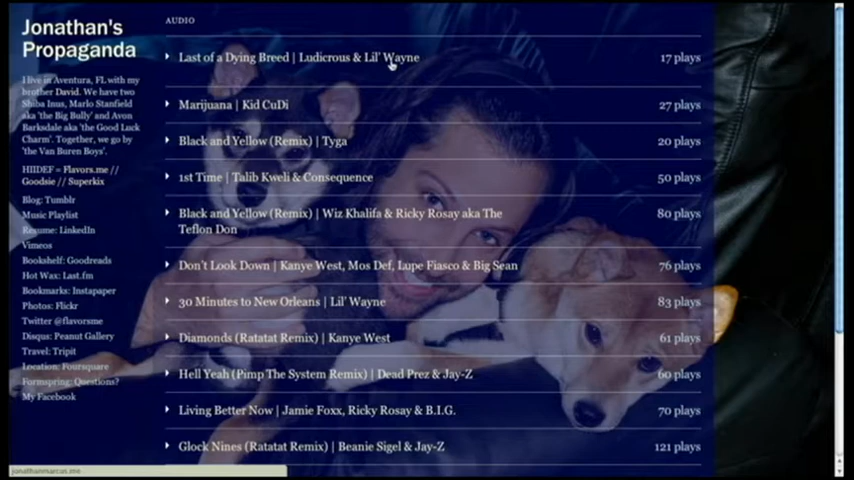 Jonathan's
Propaganda
I live in Aventura, FL with my
brother David. We have two
Shiba Inus, Marlo Stanfield
aka 'the Big Bully' and Avon
Barksdale aka 'the Good Luck
Charm'. Together, we go by
'the Van Buren Boys'.
HIIDEF = Flavors.me //
Goodsie // Superkix
Blog: Tumblr
Music Playlist
Resume: LinkedIn
Vimeos
Bookshelf: Goodreads
Hot Wax: Last.fm
Bookmarks: Instapaper
Photos: Flickr
Twitter @flavorsme
Disqus: Peanut Gallery
Travel: Tripit
Location: Foursquare
Formspring: Questions?
My Facebook
AUDIO
Last of a Dying Breed | Ludicrous & Lil' Wayne 17 plays
Marijuana | Kid CuDi 27 plays
Black and Yellow (Remix) | Tyga 20 plays
1st Time | Talib Kweli & Consequence 50 plays
Black and Yellow (Remix) | Wiz Khalifa & Ricky Rosay aka The 80 plays
Teflon Don
Don't Look Down | Kanye West, Mos Def, Lupe Fiasco & Big Sean 76 plays
30 Minutes to New Orleans | Lil' Wayne 83 plays
Diamonds (Ratatat Remix) | Kanye West 61 plays
Hell Yeah (Pimp The System Remix) | Dead Prez & Jay-Z 60 plays
Living Better Now | Jamie Foxx, Ricky Rosay & B.I.G. 70 plays
Glock Nines (Ratatat Remix) | Beanie Sigel & Jay-Z 121 plays
jonathanmarcus.me